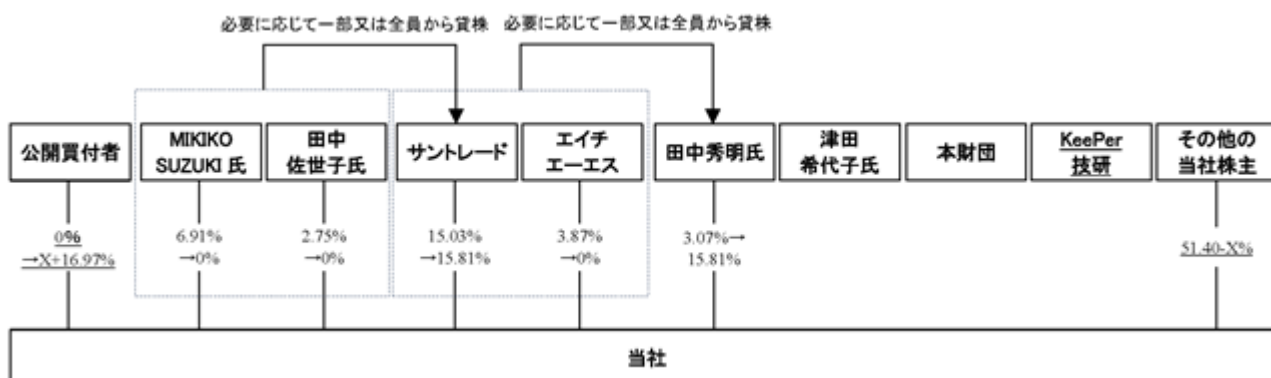 必要に応じて一部又は全員から貸株
必要に応じて一部又は全員から貸株
公開買付者
MIKIKO
SUZUKI 氏
田中
佐世子氏
サントレード
エイチ
エーエス
田中秀明氏
津田
希代子氏
本財団
KeePer
技研
その他の
当社株主
0%
→X+16.97%
6.91%
→0%
2.75%
→0%
15.03%
→15.81%
3.87%
→0%
3.07%→
15.81%
51.40-X%
当社